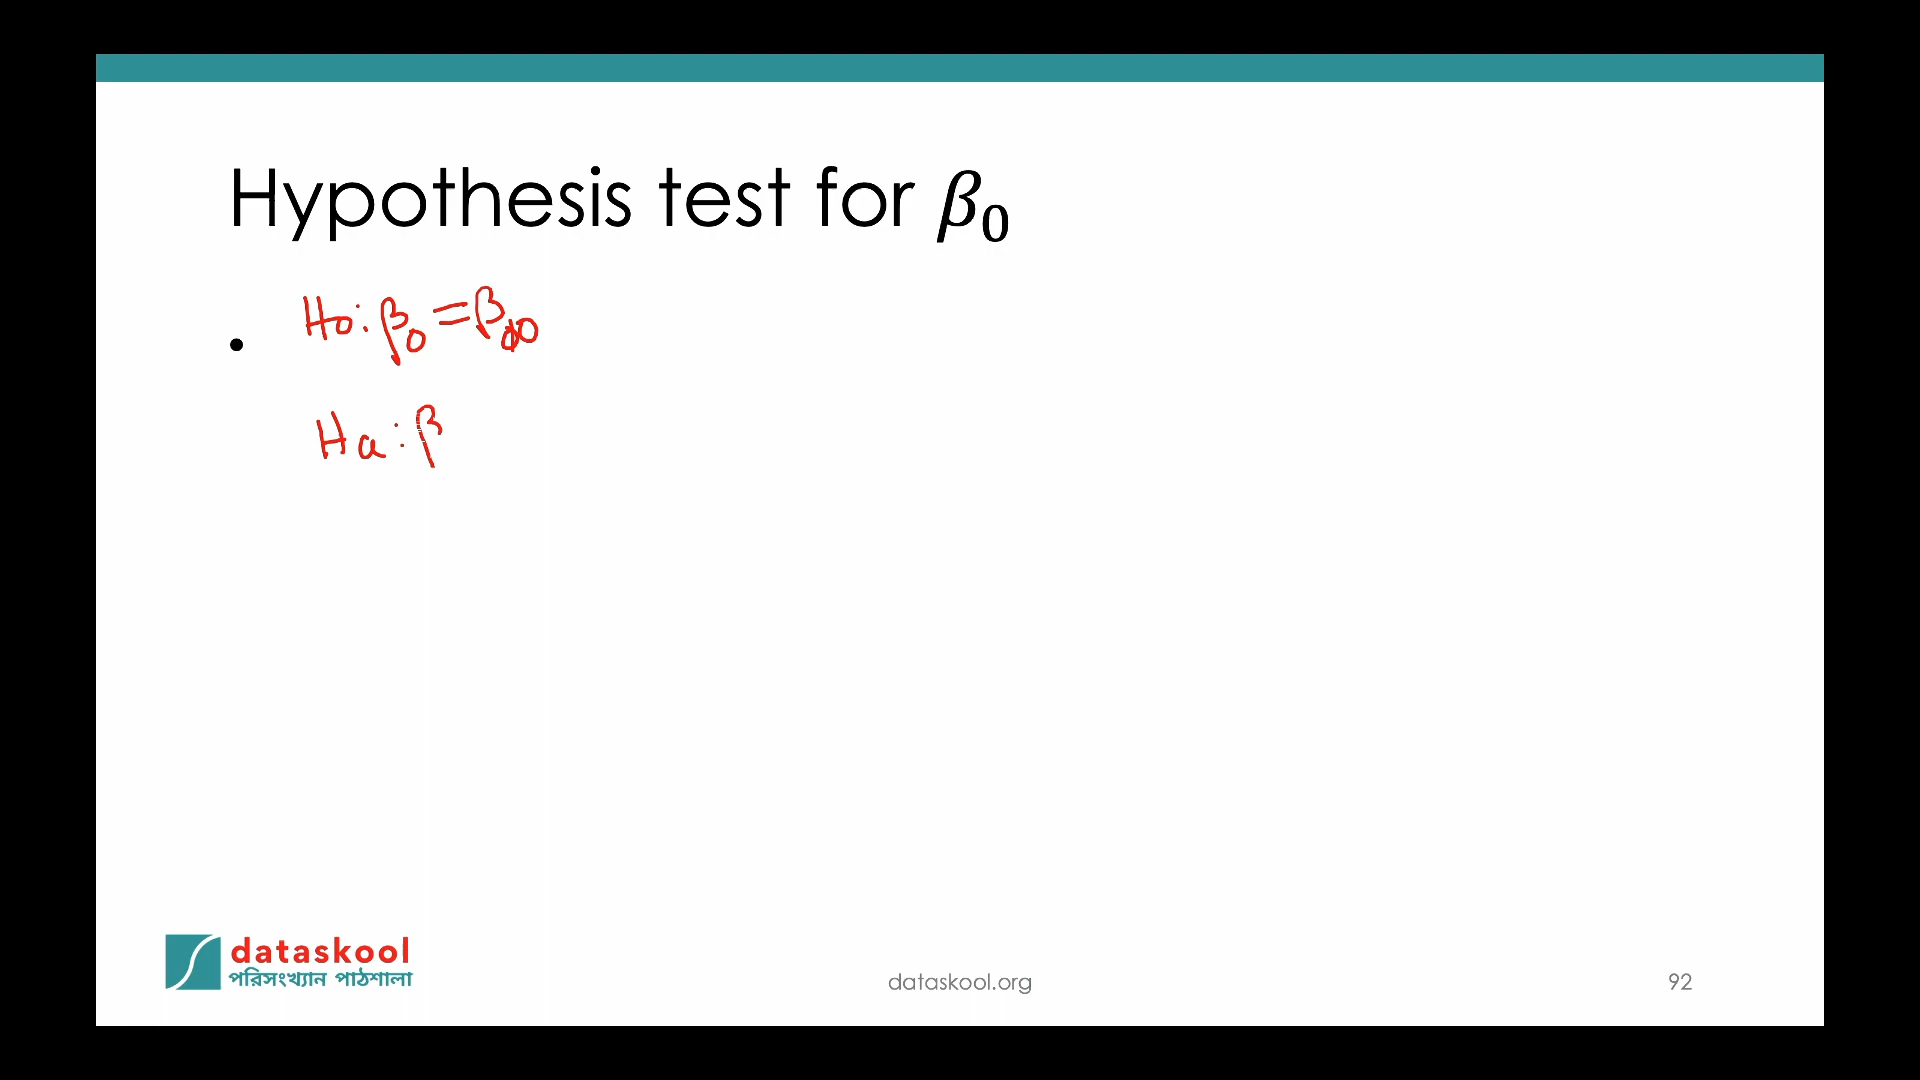 Hypothesis test for β₀
• H₀: β₀ = β₀₀
Ha: β
dataskool
পরিসংখ্যান পাঠশালা
dataskool.org
92